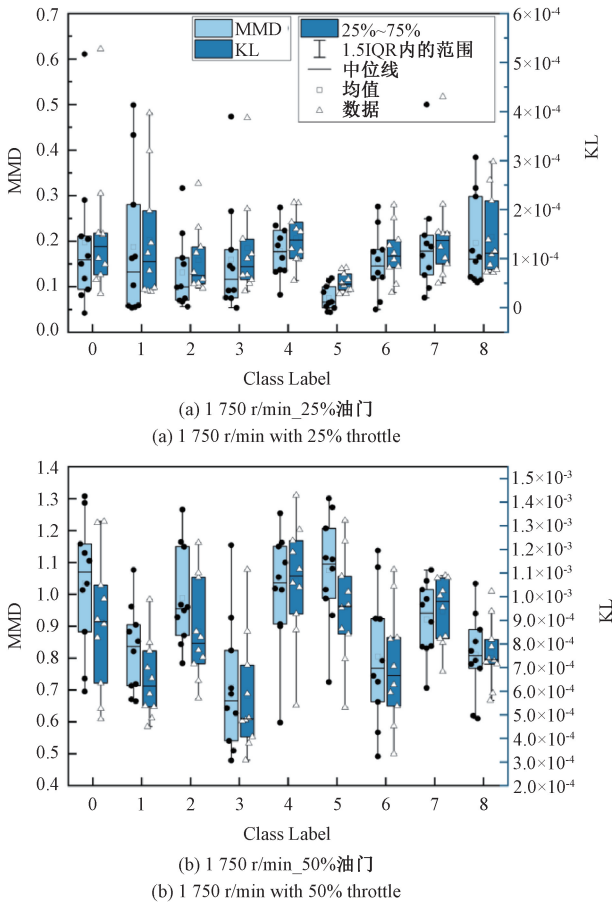 0.7
0.6
0.5
0.4
0.3
0.2
0.1
0.0
MMD
MMD
KL
25%~75%
1.5IQR内的范围
中位线
均值
数据
6×10⁻⁴
5×10⁻⁴
4×10⁻⁴
3×10⁻⁴
2×10⁻⁴
1×10⁻⁴
0
KL
0 1 2 3 4 5 6 7 8
Class Label
(a) 1 750 r/min_25%油门
(a) 1 750 r/min with 25% throttle
1.4
1.3
1.2
1.1
1.0
0.9
0.8
0.7
0.6
0.5
0.4
MMD
1.5×10⁻³
1.4×10⁻³
1.3×10⁻³
1.2×10⁻³
1.1×10⁻³
1.0×10⁻³
9.0×10⁻⁴
8.0×10⁻⁴
7.0×10⁻⁴
6.0×10⁻⁴
5.0×10⁻⁴
4.0×10⁻⁴
3.0×10⁻⁴
2.0×10⁻⁴
KL
0 1 2 3 4 5 6 7 8
Class Label
(b) 1 750 r/min_50%油门
(b) 1 750 r/min with 50% throttle